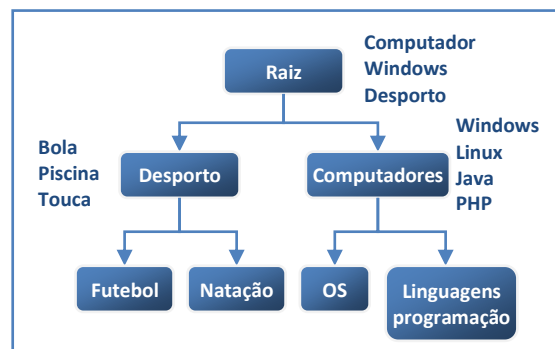 Raiz
Computador
Windows
Desporto
Bola
Piscina
Touca
Desporto
Computadores
Windows
Linux
Java
PHP
Futebol
Natação
OS
Linguagens
programação